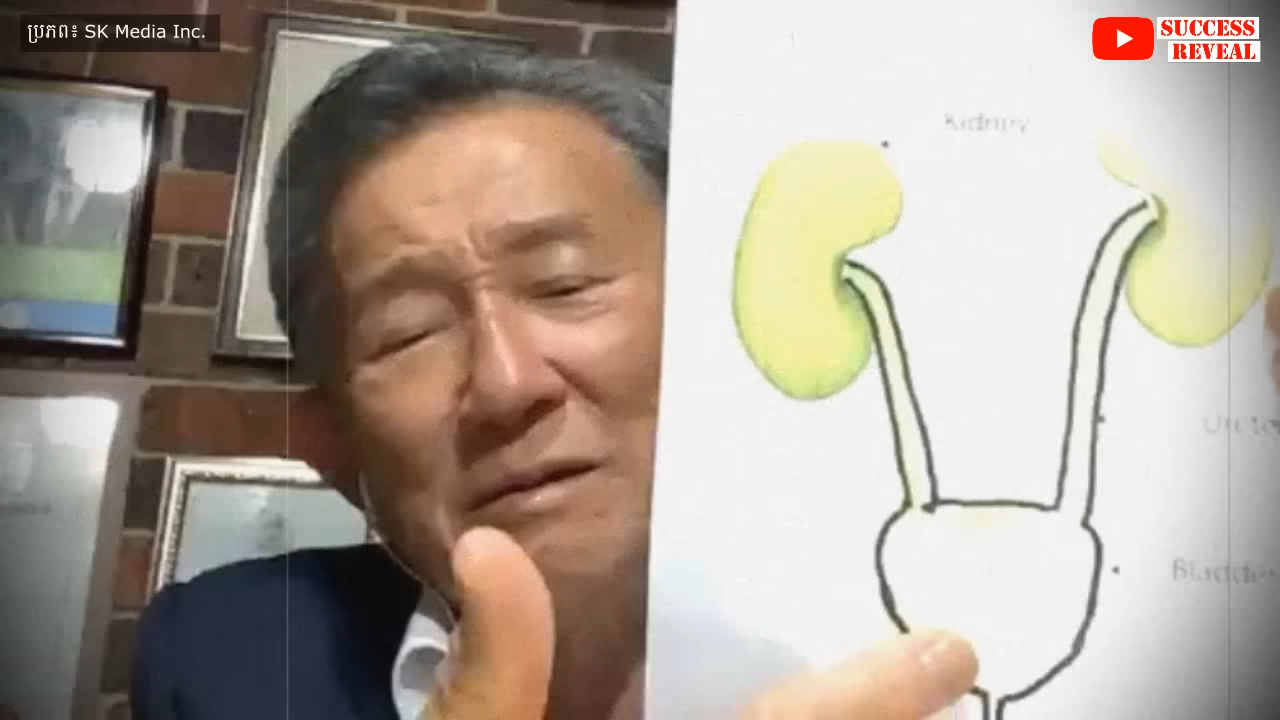 ប្រភព៖ SK Media Inc.
SUCCESS
REVEAL
Kidney
Bladder